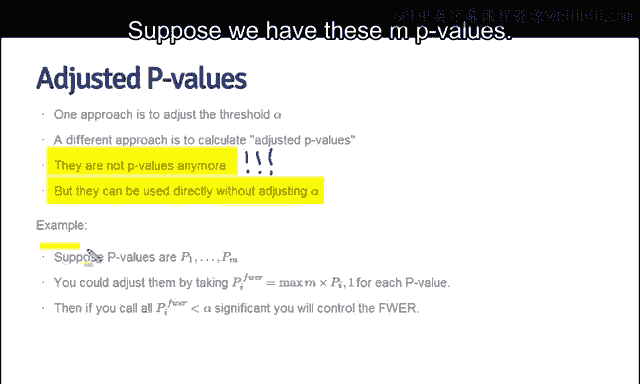 Suppose we have these m p-values.
Adjusted P-values
· One approach is to adjust the threshold α
· A different approach is to calculate "adjusted p-values"
· They are not p-values anymore !!!
· But they can be used directly without adjusting α
Example:
· Suppose P-values are P₁, . . . , Pₘ
· You could adjust them by taking Pᵢᶠʷᵉʳ = max m × Pᵢ, 1 for each P-value.
· Then if you call all Pᵢᶠʷᵉʳ < α significant you will control the FWER.